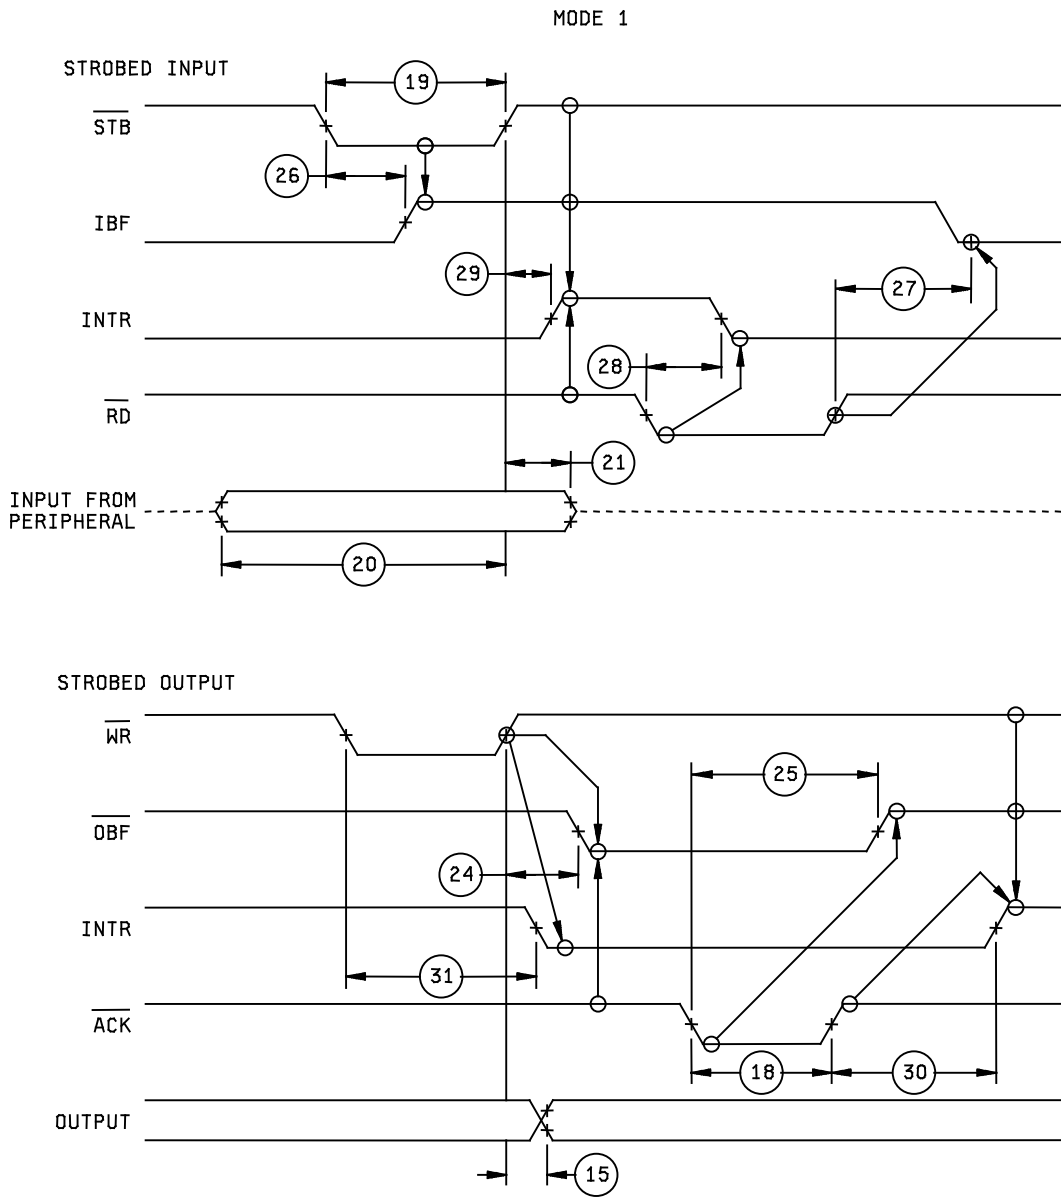 MODE 1
STROBED INPUT
19
STB
26
IBF
29
27
INTR
28
RD
21
INPUT FROM
PERIPHERAL
20
STROBED OUTPUT
WR
25
OBF
24
INTR
31
ACK
18
30
OUTPUT
15